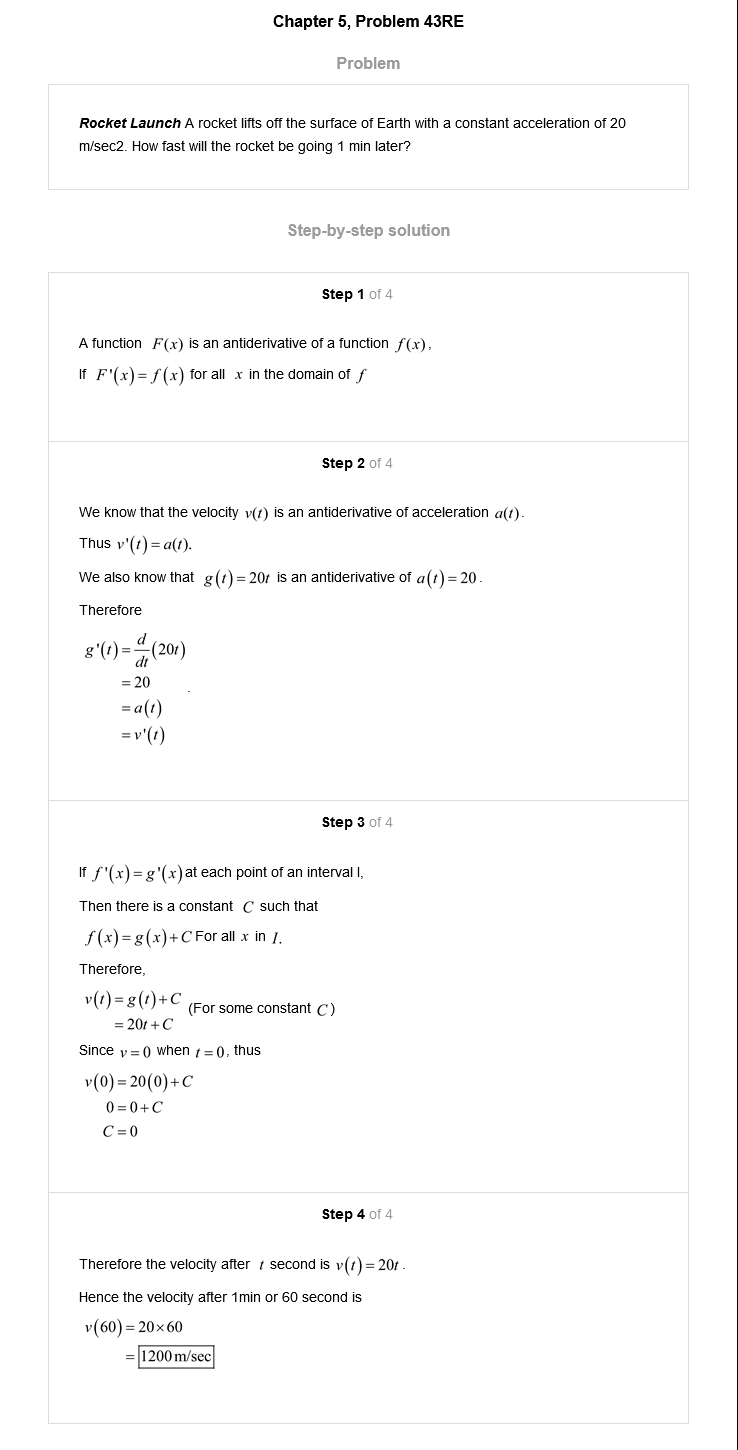 Chapter 5, Problem 43RE
Problem
Rocket Launch A rocket lifts off the surface of Earth with a constant acceleration of 20
m/sec2. How fast will the rocket be going 1 min later?
Step-by-step solution
Step 1 of 4
A function F(x) is an antiderivative of a function f(x),
If F'(x) = f(x) for all x in the domain of f
Step 2 of 4
We know that the velocity v(t) is an antiderivative of acceleration a(t).
Thus v'(t) = a(t).
We also know that g(t) = 20t is an antiderivative of a(t) = 20.
Therefore
g'(t) = d/dt (20t)
= 20
= a(t)
= v'(t)
.
Step 3 of 4
If f'(x) = g'(x) at each point of an interval I,
Then there is a constant C such that
f(x) = g(x) + C For all x in I.
Therefore,
v(t) = g(t) + C
= 20t + C (For some constant C)
Since v = 0 when t = 0, thus
v(0) = 20(0) + C
0 = 0 + C
C = 0
Step 4 of 4
Therefore the velocity after t second is v(t) = 20t.
Hence the velocity after 1min or 60 second is
v(60) = 20×60
= 1200 m/sec